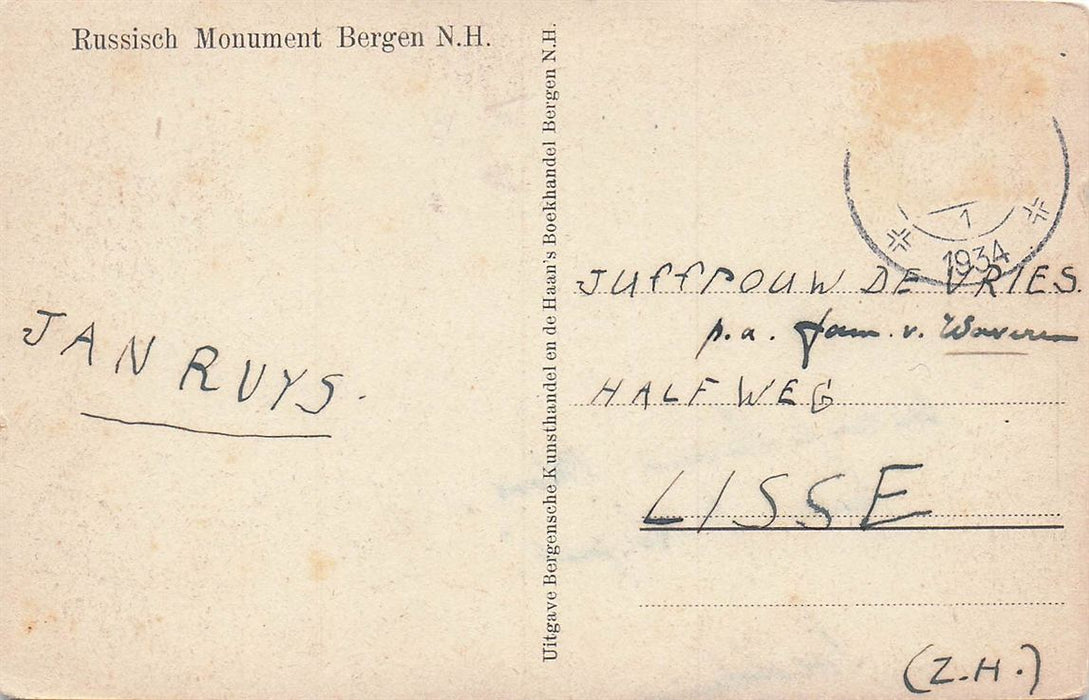 Russisch Monument Bergen N.H.
JAN RUYS.
Uitgave Bergensche Kunsthandel en de Haan's Boekhandel Bergen N.H.
1
1934
JUFFROUW DE VRIES.
p.a. fam. v. Waveren
HALFWEG
LISSE
(Z.H.)